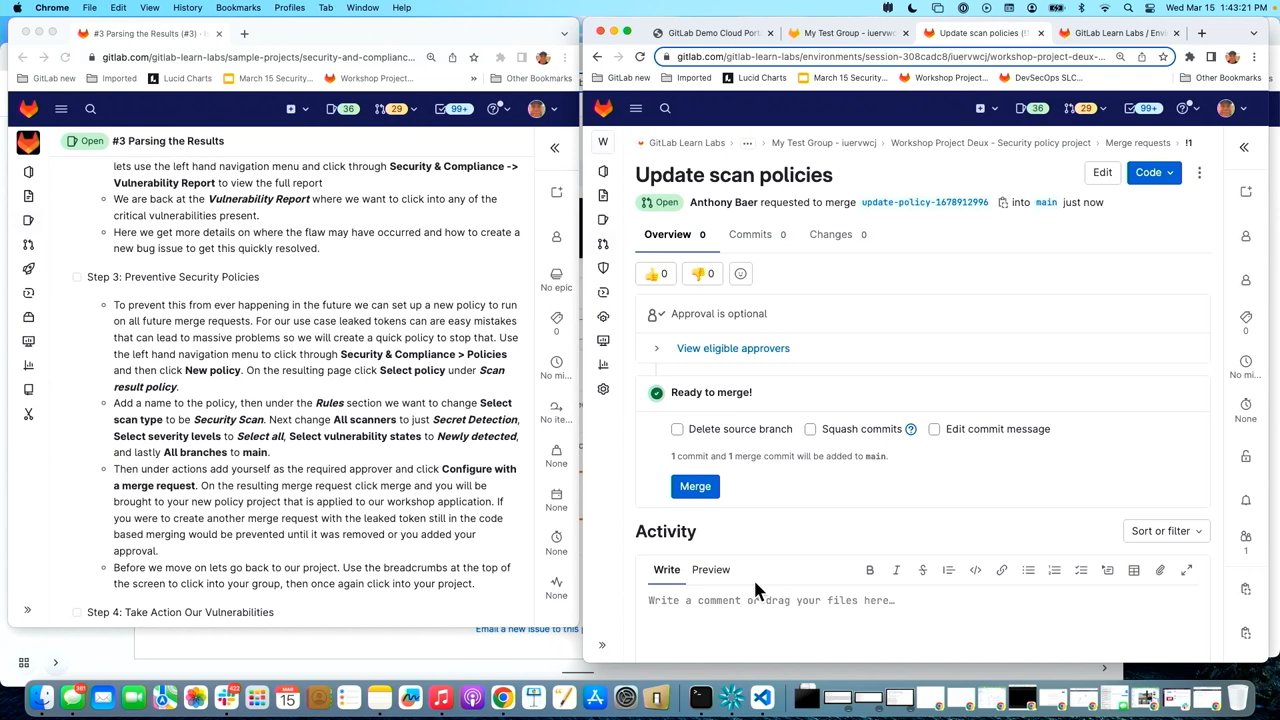 Chrome File Edit View History Bookmarks Profiles Tab Window Help
Wed Mar 15 1:43:21 PM
#3 Parsing the Results (#3) · I
gitlab.com/gitlab-learn-labs/sample-projects/security-and-complianc...
GitLab new Imported Lucid Charts March 15 Security... Workshop Project... » Other Bookmarks
36 29 99+
Open #3 Parsing the Results
lets use the left hand navigation menu and click through Security & Compliance ->
Vulnerability Report to view the full report
We are back at the Vulnerability Report where we want to click into any of the
critical vulnerabilities present.
Here we get more details on where the flaw may have occurred and how to create a
new bug issue to get this quickly resolved.
Step 3: Preventive Security Policies
To prevent this from ever happening in the future we can set up a new policy to run
on all future merge requests. For our use case leaked tokens can are easy mistakes
that can lead to massive problems so we will create a quick policy to stop that. Use
the left hand navigation menu to click through Security & Compliance > Policies
and then click New policy. On the resulting page click Select policy under Scan
result policy.
Add a name to the policy, then under the Rules section we want to change Select
scan type to be Security Scan. Next change All scanners to just Secret Detection,
Select severity levels to Select all, Select vulnerability states to Newly detected,
and lastly All branches to main.
Then under actions add yourself as the required approver and click Configure with
a merge request. On the resulting merge request click merge and you will be
brought to your new policy project that is applied to our workshop application. If
you were to create another merge request with the leaked token still in the code
based merging would be prevented until it was removed or you added your
approval.
Before we move on lets go back to our project. Use the breadcrumbs at the top of
the screen to click into your group, then once again click into your project.
Step 4: Take Action Our Vulnerabilities
No epic
0
No mi...
No ite...
None
None
None
None
Email a new issue to this
GitLab Demo Cloud Port
My Test Group - iuervwcj
Update scan policies (!1
GitLab Learn Labs / Envi
gitlab.com/gitlab-learn-labs/environments/session-308cadc8/iuervwcj/workshop-project-deux-...
GitLab new Imported Lucid Charts March 15 Security... Workshop Project... DevSecOps SLC... Other Bookmarks
36 29 99+
W
GitLab Learn Labs ... My Test Group - iuervwcj Workshop Project Deux - Security policy project Merge requests !1
Update scan policies
Edit
Code
Open Anthony Baer requested to merge update-policy-1678912996 into main just now
Overview 0 Commits 0 Changes 0
👍 0 👎 0
Approval is optional
View eligible approvers
Ready to merge!
Delete source branch Squash commits Edit commit message
1 commit and 1 merge commit will be added to main.
Merge
Activity
Sort or filter
Write Preview
Write a comment or drag your files here…
0
No mi...
None
1
361
422
MAR
15